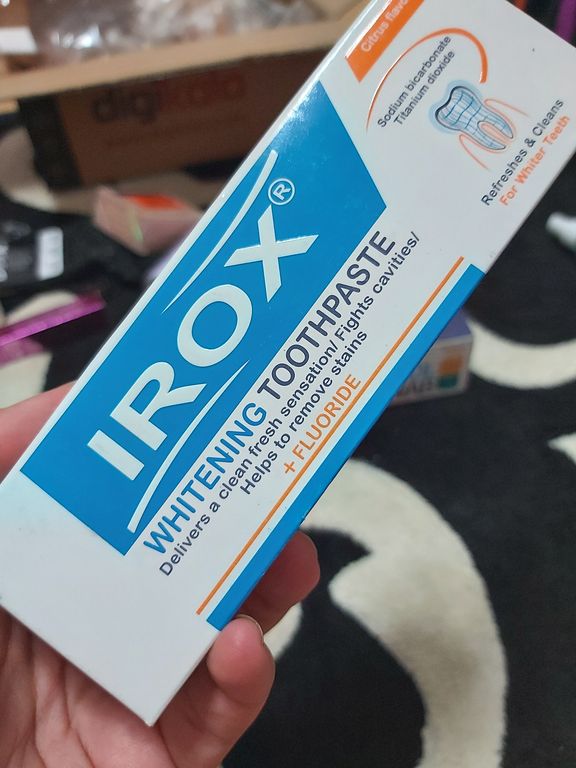 Citrus
Sodium bicarbonate
Titanium dioxide
Refreshes & Cleans
For Whiter Teeth
IROX®
WHITENING TOOTHPASTE
Delivers a clean fresh sensation/ Fights cavities/
Helps to remove stains
+ FLUORIDE